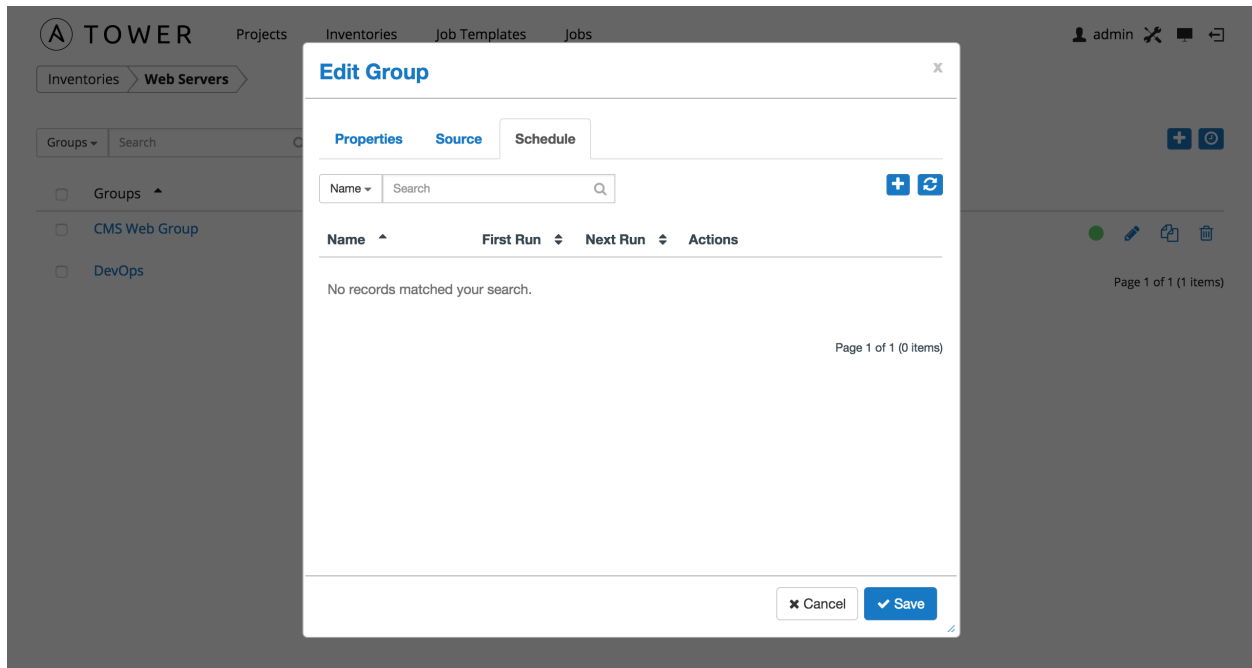 TOWER Projects Inventories Job Templates Jobs admin
Inventories Web Servers
Groups Search
Groups
CMS Web Group
DevOps
Page 1 of 1 (1 items)
Edit Group x
Properties Source Schedule
Name Search
Name First Run Next Run Actions
No records matched your search.
Page 1 of 1 (0 items)
Cancel Save